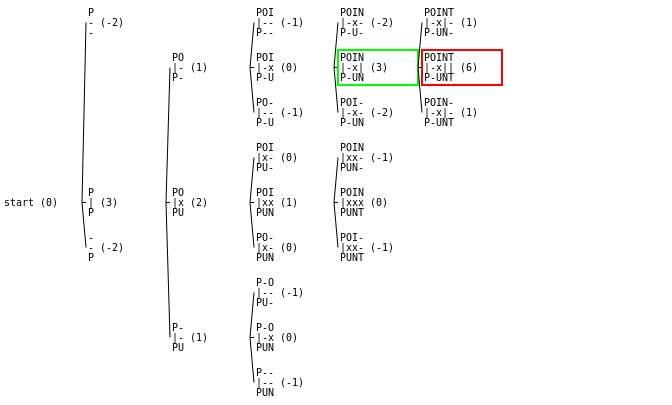 start (0)
P
- (-2)
-
P
| (3)
P
-
- (-2)
P
PO
|- (1)
P-
PO
|x (2)
PU
P-
|- (1)
PU
POI
|-- (-1)
P--
POI
|-x (0)
P-U
PO-
|-- (-1)
P-U
POI
|x- (0)
PU-
POI
|xx (1)
PUN
PO-
|x- (0)
PUN
P-O
|-- (-1)
PU-
P-O
|-x (0)
PUN
P--
|-- (-1)
PUN
POIN
|-x- (-2)
P-U-
POIN
|-x| (3)
P-UN
POI-
|-x- (-2)
P-UN
POIN
|xx- (-1)
PUN-
POIN
|xxx (0)
PUNT
POI-
|xx- (-1)
PUNT
POINT
|-x|- (1)
P-UN-
POINT
|-x|| (6)
P-UNT
POIN-
|-x|- (1)
P-UNT